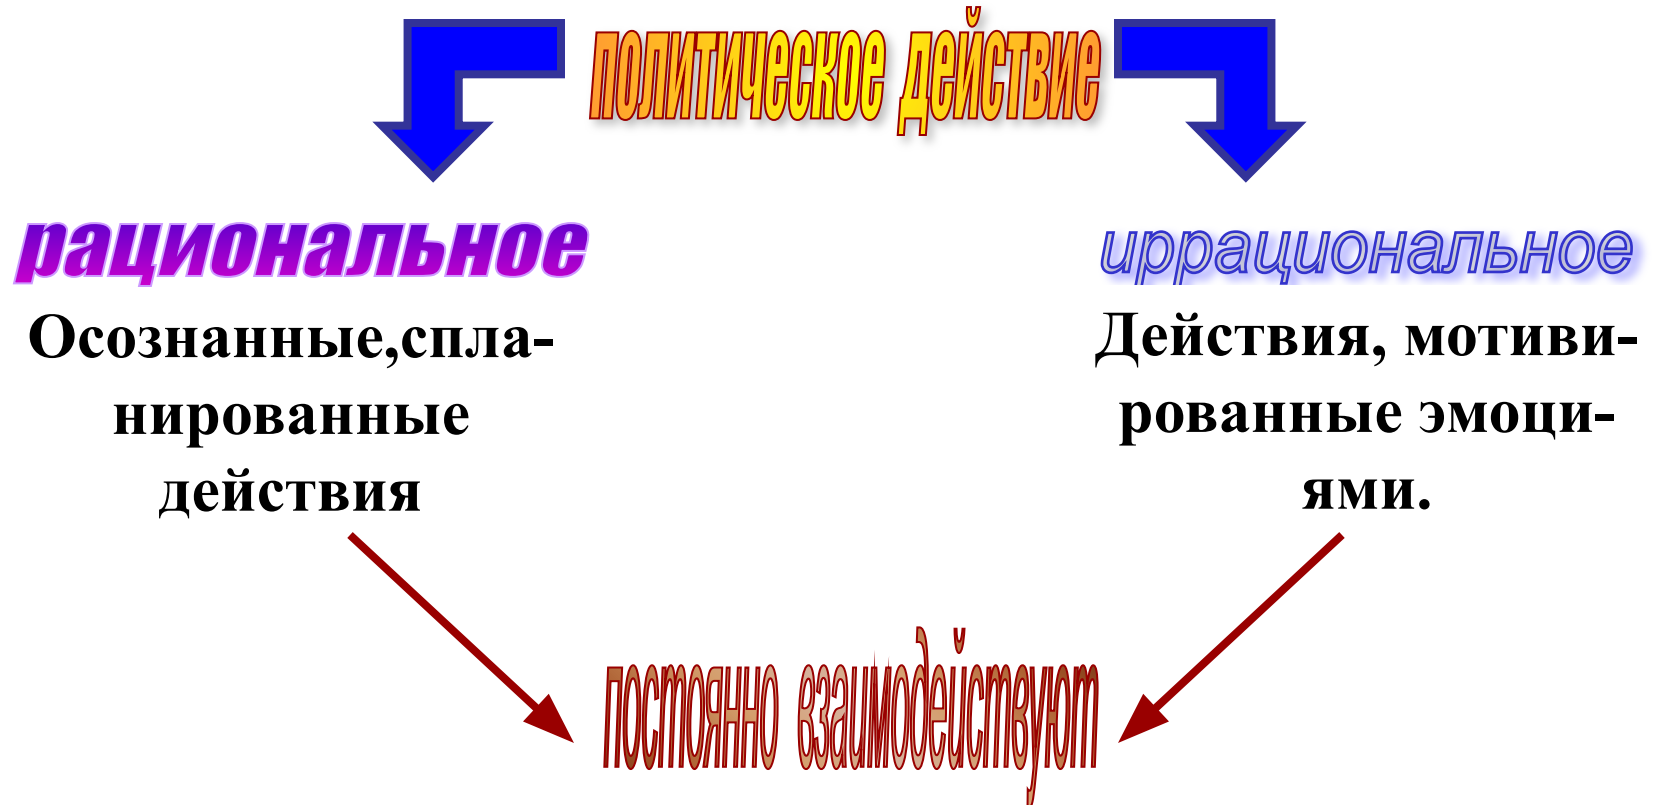 политическое действие
рациональное
Осознанные,спла-
нированные
действия
иррациональное
Действия, мотиви-
рованные эмоци-
ями.
постоянно взаимодействуют